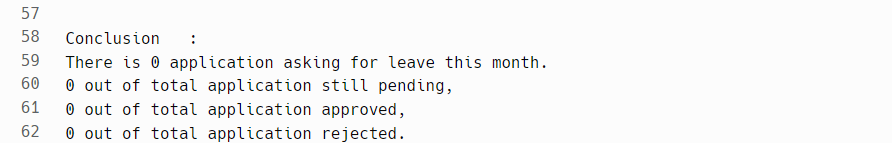 57
58 Conclusion   :
59 There is 0 application asking for leave this month.
60 0 out of total application still pending,
61 0 out of total application approved,
62 0 out of total application rejected.